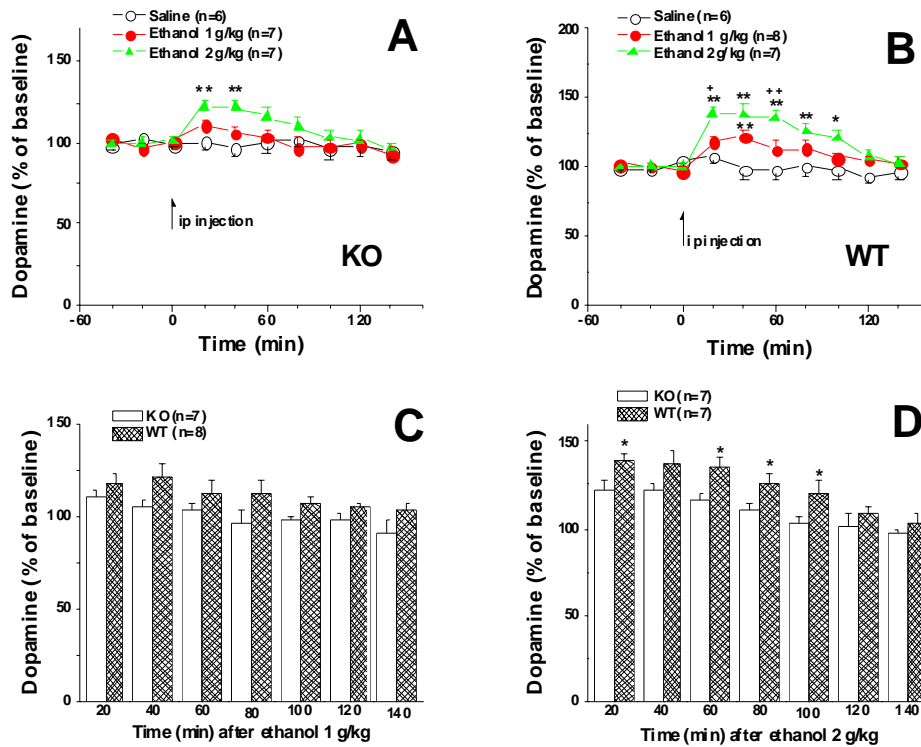 Saline (n=6)
Ethanol 1 g/kg (n=7)
Ethanol 2 g/kg (n=7)
A
150
100
50
0
Dopamine (% of baseline)
** **
ip injection
KO
-60 0 60 120
Time (min)
Saline (n=6)
Ethanol 1 g/kg (n=8)
Ethanol 2g/kg (n=7)
B
200
150
100
50
0
Dopamine (% of baseline)
+ ++
** ** **
** ** *
ip injection
WT
-60 0 60 120
Time (min)
KO (n=7)
WT (n=8)
C
150
100
50
0
Dopamine (% of baseline)
20 40 60 80 100 120 140
Time (min) after ethanol 1 g/kg
KO (n=7)
WT (n=7)
D
150
100
50
0
Dopamine (% of baseline)
* * * *
20 40 60 80 100 120 140
Time (min) after ethanol 2 g/kg